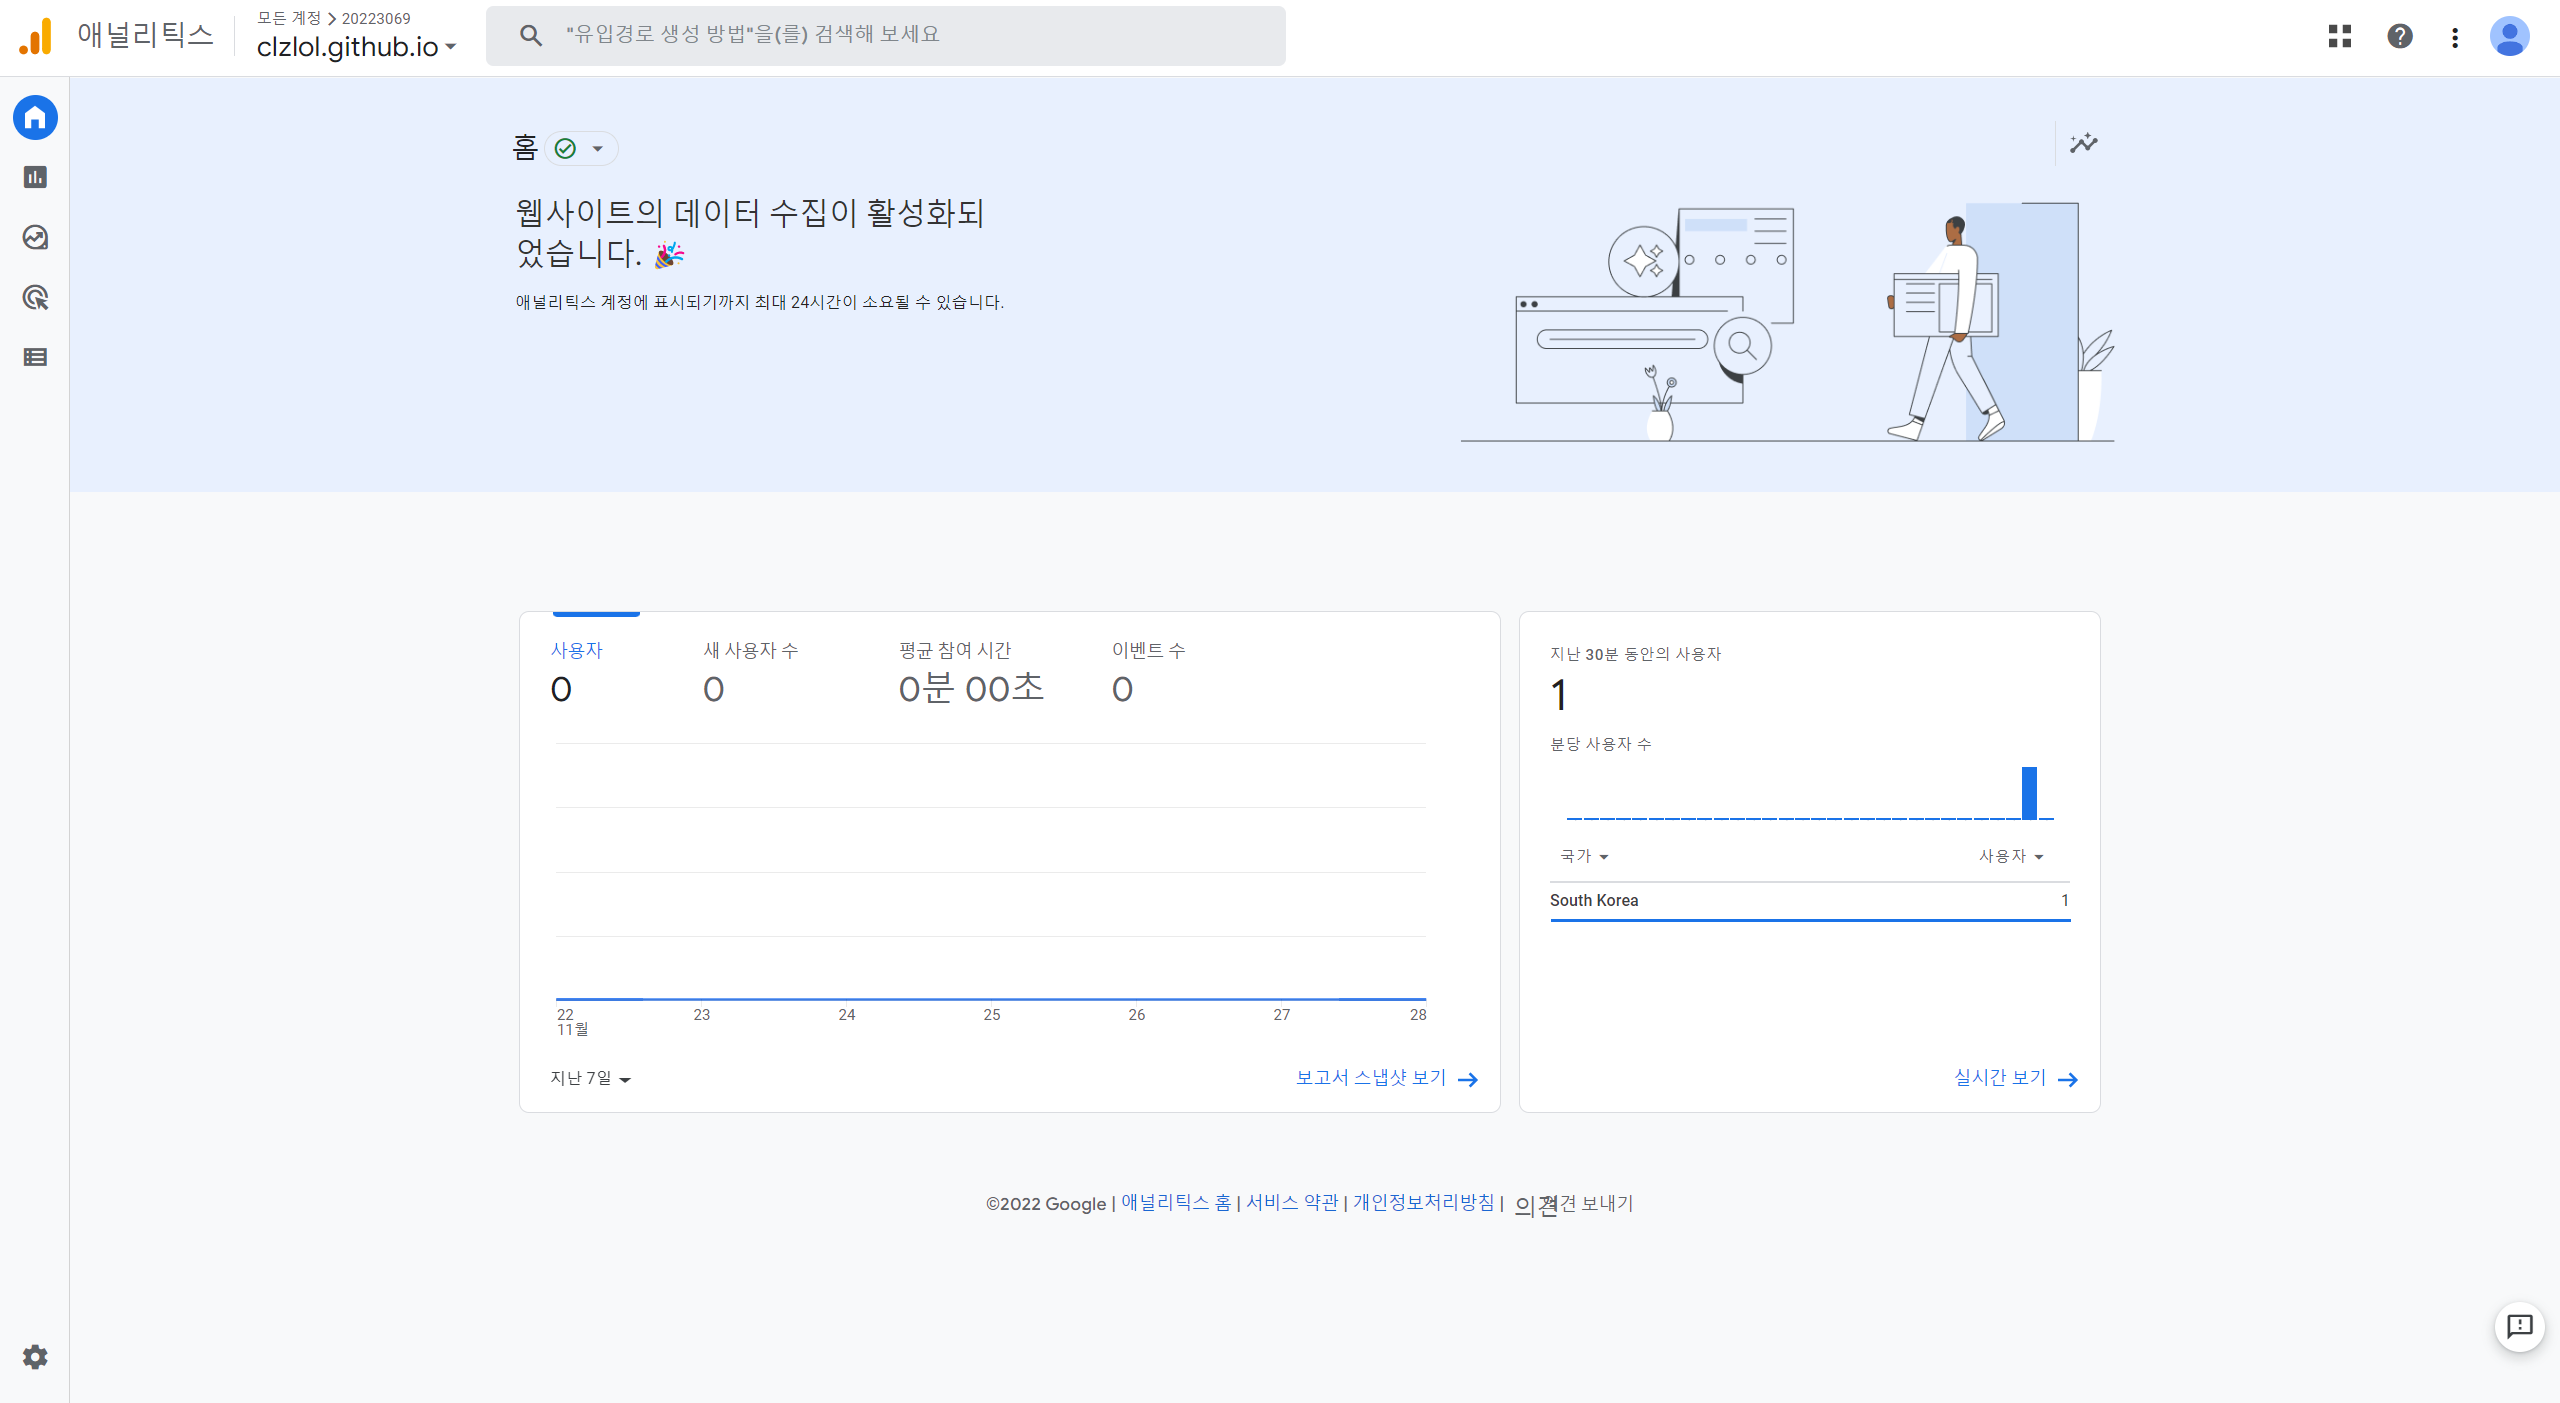 애널리틱스
모든 계정 > 20223069
clzlol.github.io
"유입경로 생성 방법"을(를) 검색해 보세요
홈
웹사이트의 데이터 수집이 활성화되
었습니다. 🎉
애널리틱스 계정에 표시되기까지 최대 24시간이 소요될 수 있습니다.
사용자
0
새 사용자 수
0
평균 참여 시간
0분 00초
이벤트 수
0
22 23 24 25 26 27 28
11월
지난 7일
보고서 스냅샷 보기
지난 30분 동안의 사용자
1
분당 사용자 수
국가 사용자
South Korea 1
실시간 보기
©2022 Google | 애널리틱스 홈 | 서비스 약관 | 개인정보처리방침 | 의견 의견 보내기